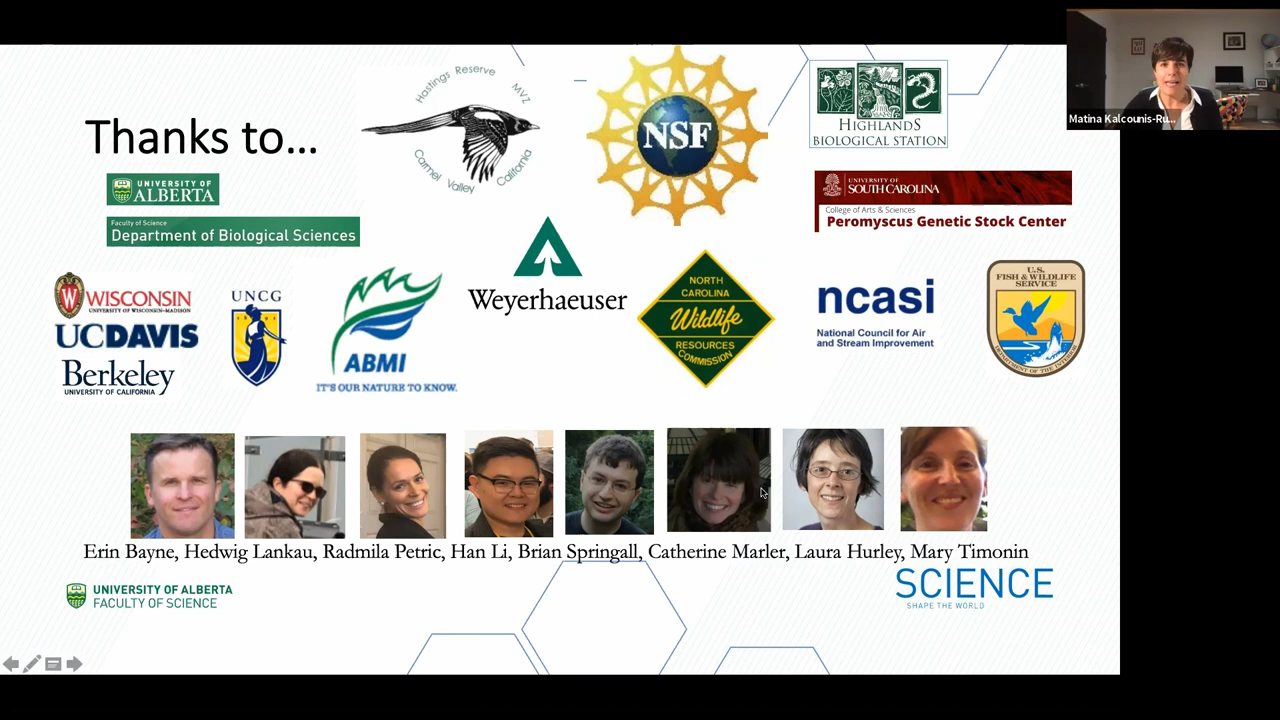 Thanks to...
Hastings Reserve MVZ
Carmel Valley California
NSF
HIGHLANDS
BIOLOGICAL STATION
Matina Kalcounis-Ru...
UNIVERSITY OF
ALBERTA
Faculty of Science
Department of Biological Sciences
UNIVERSITY OF
SOUTH CAROLINA
College of Arts & Sciences
Peromyscus Genetic Stock Center
WISCONSIN
UNIVERSITY OF WISCONSIN-MADISON
UCDAVIS
Berkeley
UNIVERSITY OF CALIFORNIA
UNCG
ABMI
IT'S OUR NATURE TO KNOW.
Weyerhaeuser
NORTH
CAROLINA
Wildlife
RESOURCES
COMMISSION
ncasi
National Council for Air
and Stream Improvement
U.S.
FISH & WILDLIFE
SERVICE
DEPARTMENT OF THE INTERIOR
Erin Bayne, Hedwig Lankau, Radmila Petric, Han Li, Brian Springall, Catherine Marler, Laura Hurley, Mary Timonin
UNIVERSITY OF ALBERTA
FACULTY OF SCIENCE
SCIENCE
SHAPE THE WORLD